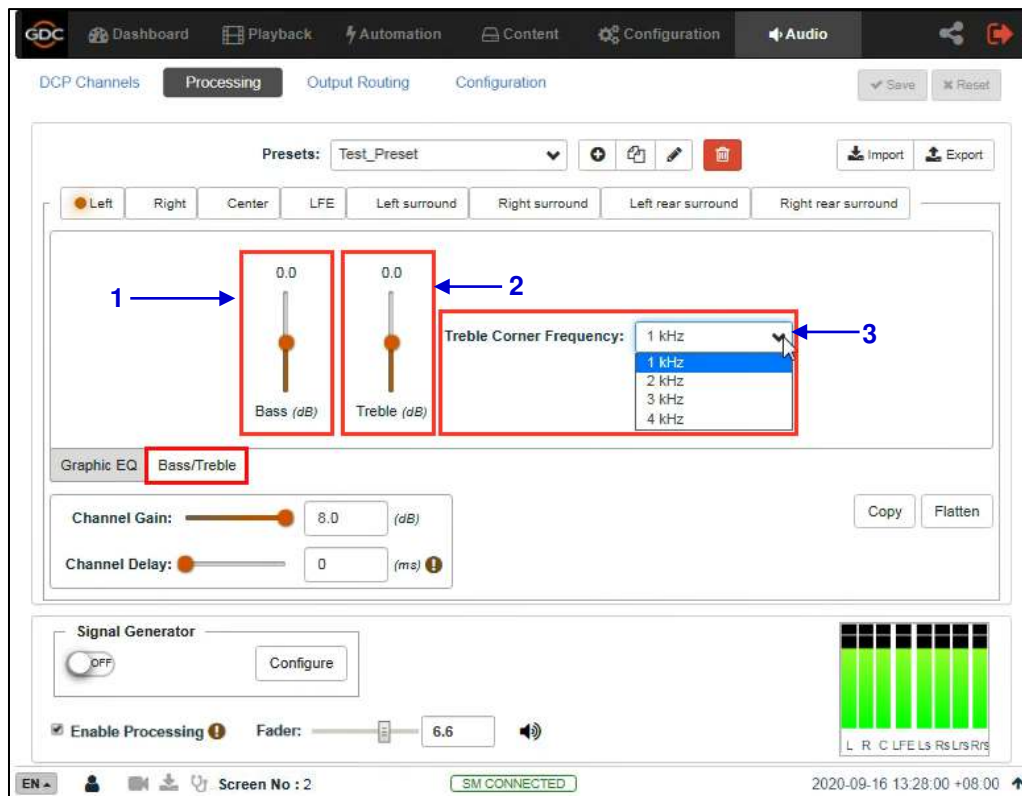 GDC Dashboard Playback Automation Content Configuration Audio
DCP Channels Processing Output Routing Configuration Save Reset
Presets: Test_Preset Import Export
Left Right Center LFE Left surround Right surround Left rear surround Right rear surround
0.0 0.0
1 2
Treble Corner Frequency: 1 kHz 3
1 kHz
2 kHz
3 kHz
4 kHz
Bass (dB) Treble (dB)
Graphic EQ Bass/Treble
Channel Gain: 8.0 (dB) Copy Flatten
Channel Delay: 0 (ms)
Signal Generator
OFF Configure
Enable Processing Fader: 6.6
L R C LFE Ls Rs Lrs Rrs
EN Screen No : 2 SM CONNECTED 2020-09-16 13:28:00 +08:00